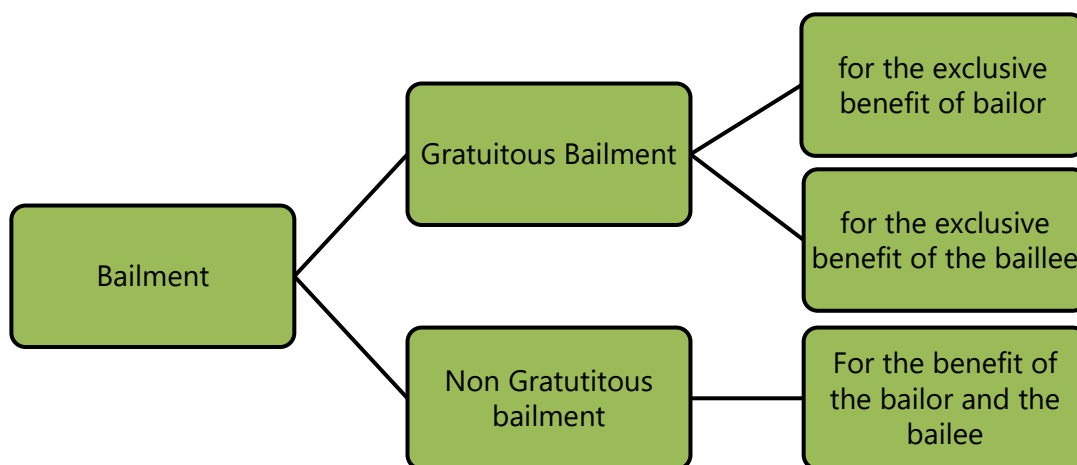 Bailment
Gratuitous Bailment
for the exclusive
benefit of bailor
for the exclusive
benefit of the baillee
Non Gratutitous
bailment
For the benefit of
the bailor and the
bailee